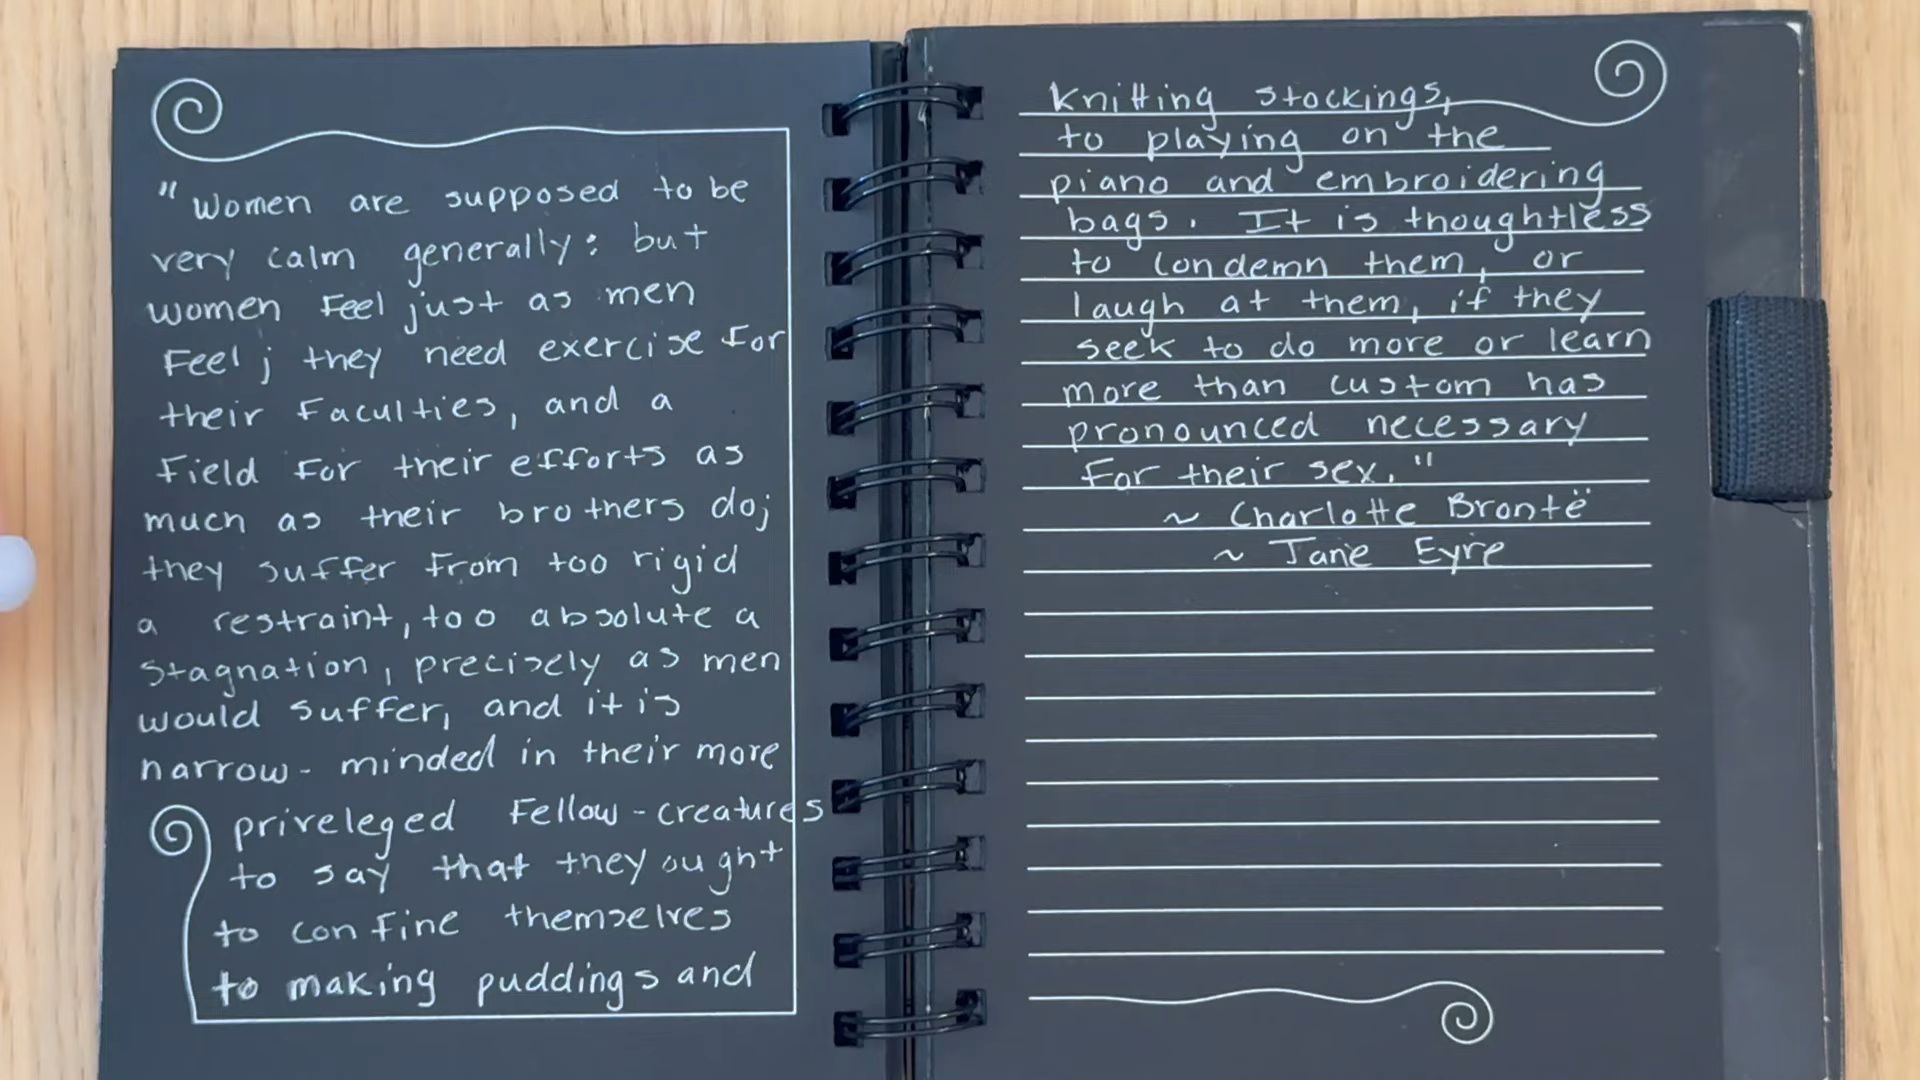 "Women are supposed to be
very calm generally: but
women feel just as men
feel; they need exercise for
their faculties, and a
field for their efforts as
much as their brothers do;
they suffer from too rigid
a restraint, too absolute a
stagnation, precisely as men
would suffer, and it is
narrow-minded in their more
priveleged fellow-creatures
to say that they ought
to confine themselves
to making puddings and
knitting stockings,
to playing on the
piano and embroidering
bags. It is thoughtless
to condemn them, or
laugh at them, if they
seek to do more or learn
more than custom has
pronounced necessary
for their sex."
~ Charlotte Brontë
~ Jane Eyre